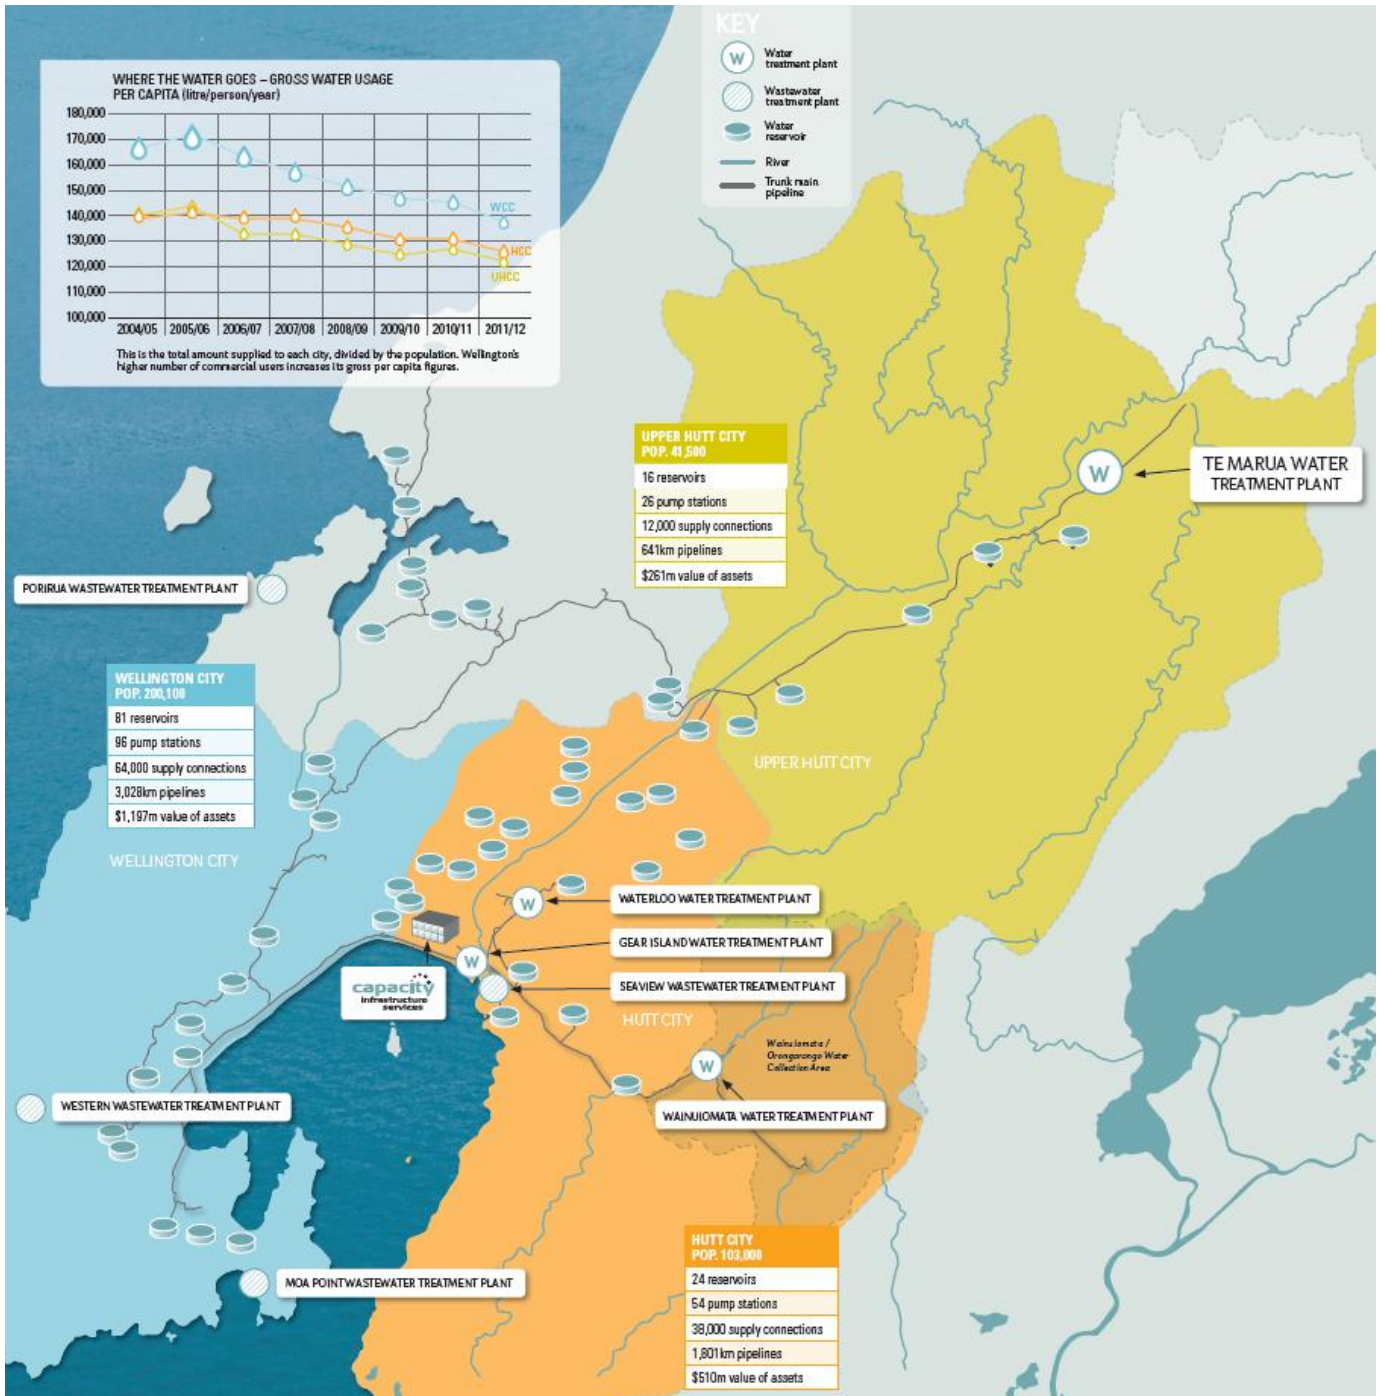 KEY
Water
treatment plant
Wastewater
treatment plant
Water
reservoir
River
Trunk main
pipeline
WHERE THE WATER GOES – GROSS WATER USAGE
PER CAPITA (litre/person/year)
180,000
170,000
160,000
150,000
140,000
130,000
120,000
110,000
100,000
WCC
HCC
UHCC
2004/05 2005/06 2006/07 2007/08 2008/09 2009/10 2010/11 2011/12
This is the total amount supplied to each city, divided by the population. Wellington's
higher number of commercial users increases its gross per capita figures.
UPPER HUTT CITY
POP. 41,500
16 reservoirs
26 pump stations
12,000 supply connections
641km pipelines
$261m value of assets
W
TE MARUA WATER
TREATMENT PLANT
PORIRUA WASTEWATER TREATMENT PLANT
WELLINGTON CITY
POP. 200,100
81 reservoirs
96 pump stations
64,000 supply connections
3,028km pipelines
$1,197m value of assets
UPPER HUTT CITY
WELLINGTON CITY
W
WATERLOO WATER TREATMENT PLANT
W
GEAR ISLAND WATER TREATMENT PLANT
capacity
infrastructure
services
SEAVIEW WASTEWATER TREATMENT PLANT
HUTT CITY
Wainuiomata /
Orongorongo Water
Collection Area
W
WESTERN WASTEWATER TREATMENT PLANT
WAINUIOMATA WATER TREATMENT PLANT
MOA POINT WASTEWATER TREATMENT PLANT
HUTT CITY
POP. 103,000
24 reservoirs
54 pump stations
38,000 supply connections
1,801km pipelines
$510m value of assets